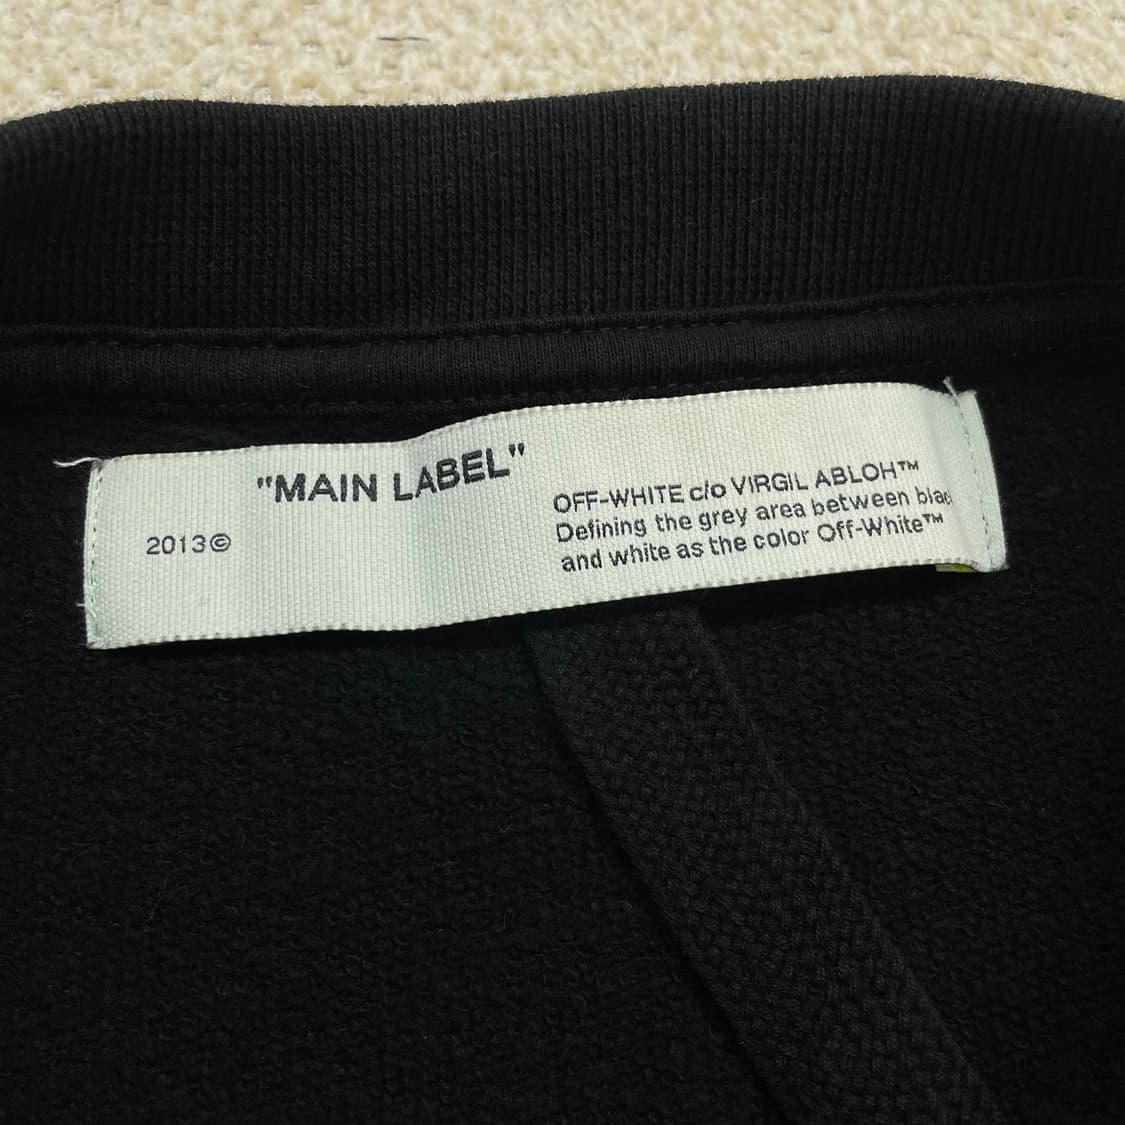 "MAIN LABEL"
2013©
OFF-WHITE c/o VIRGIL ABLOH™
Defining the grey area between blac
and white as the color Off-White™